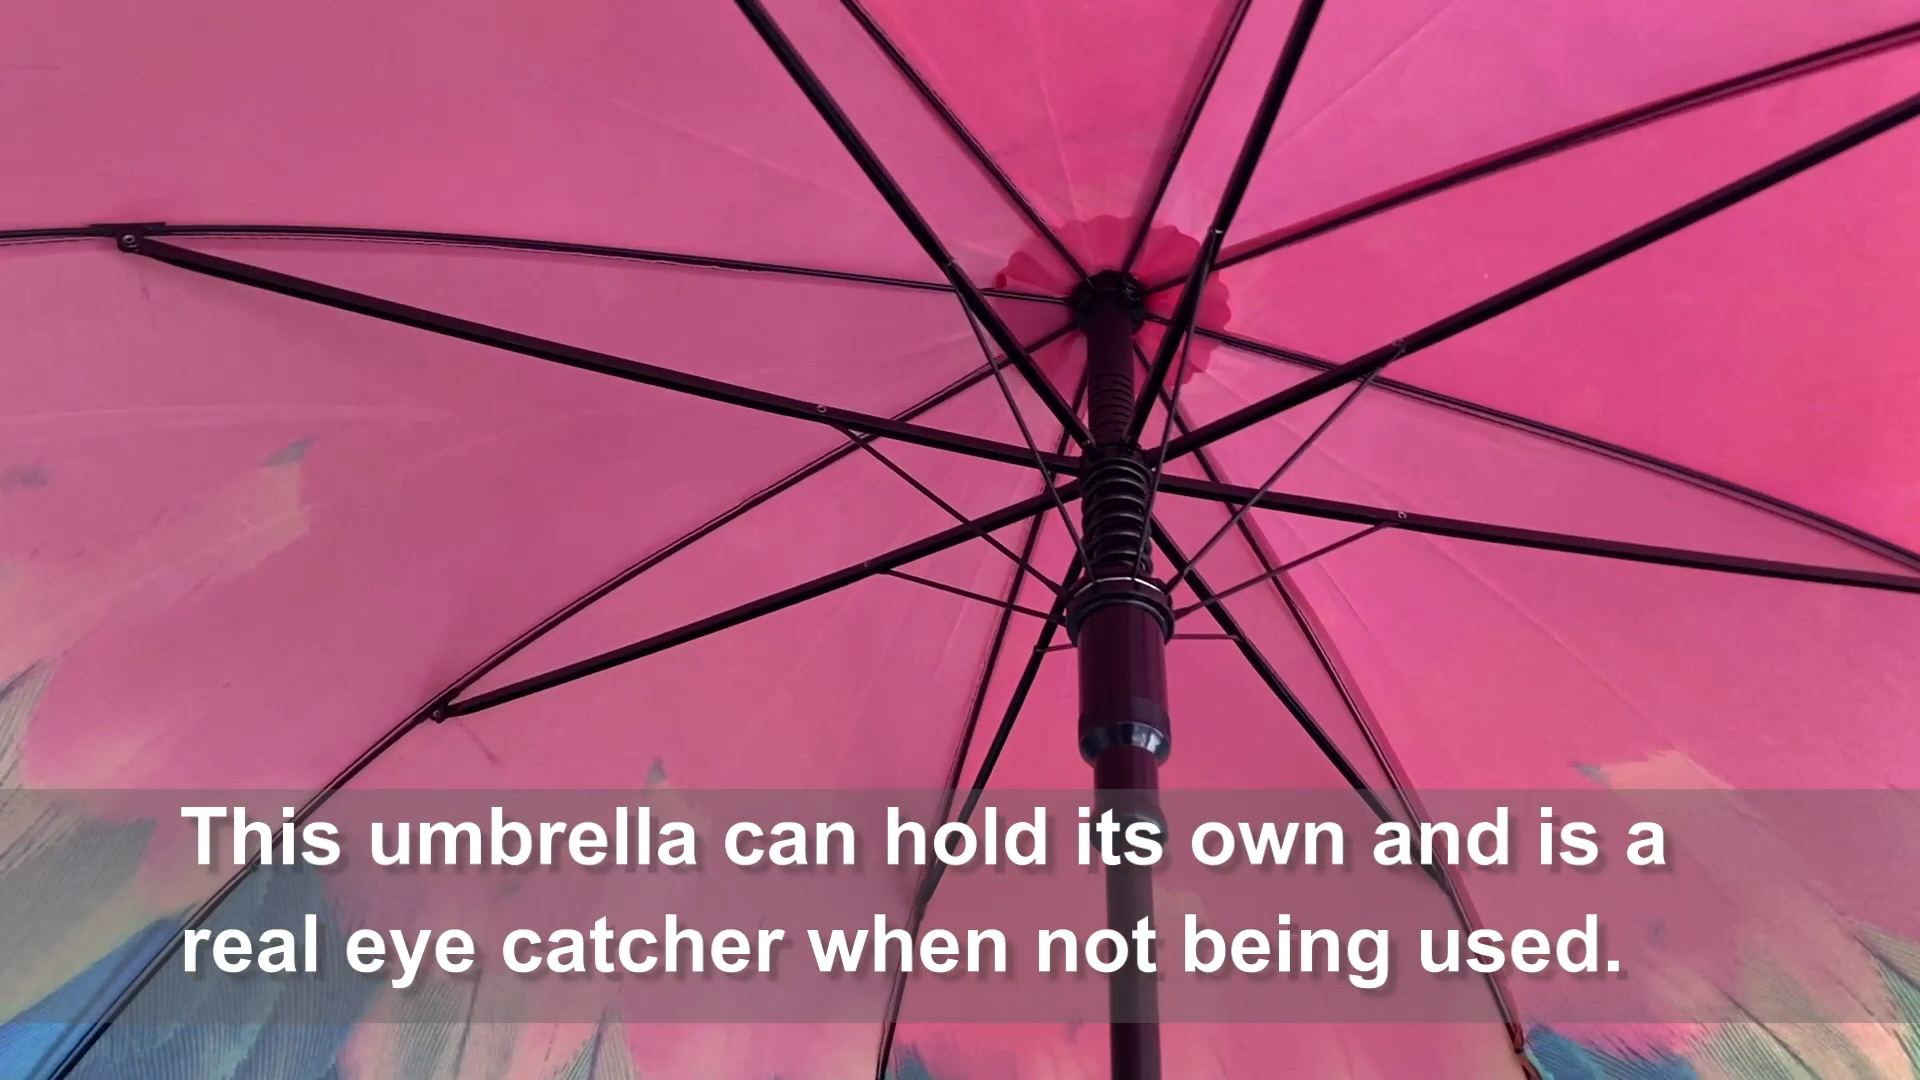 This umbrella can hold its own and is a
real eye catcher when not being used.